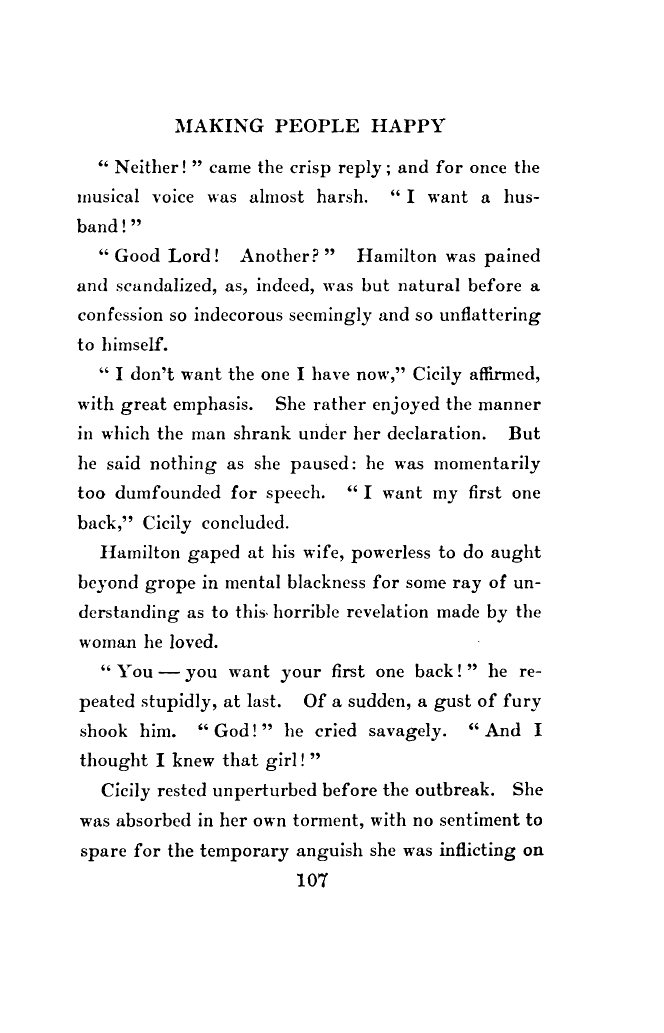 MAKING PEOPLE HAPPY
“ Neither! ” came the crisp reply; and for once the
musical voice was almost harsh. “ I want a hus-
band! ”
“ Good Lord! Another? ” Hamilton was pained
and scandalized, as, indeed, was but natural before a
confession so indecorous seemingly and so unflattering
to himself.
“ I don’t want the one I have now,” Cicily affirmed,
with great emphasis. She rather enjoyed the manner
in which the man shrank under her declaration. But
he said nothing as she paused: he was momentarily
too dumfounded for speech. “ I want my first one
back,” Cicily concluded.
Hamilton gaped at his wife, powerless to do aught
beyond grope in mental blackness for some ray of un-
derstanding as to this horrible revelation made by the
woman he loved.
“ You — you want your first one back! ” he re-
peated stupidly, at last. Of a sudden, a gust of fury
shook him. “ God! ” he cried savagely. “ And I
thought I knew that girl! ”
Cicily rested unperturbed before the outbreak. She
was absorbed in her own torment, with no sentiment to
spare for the temporary anguish she was inflicting on
107